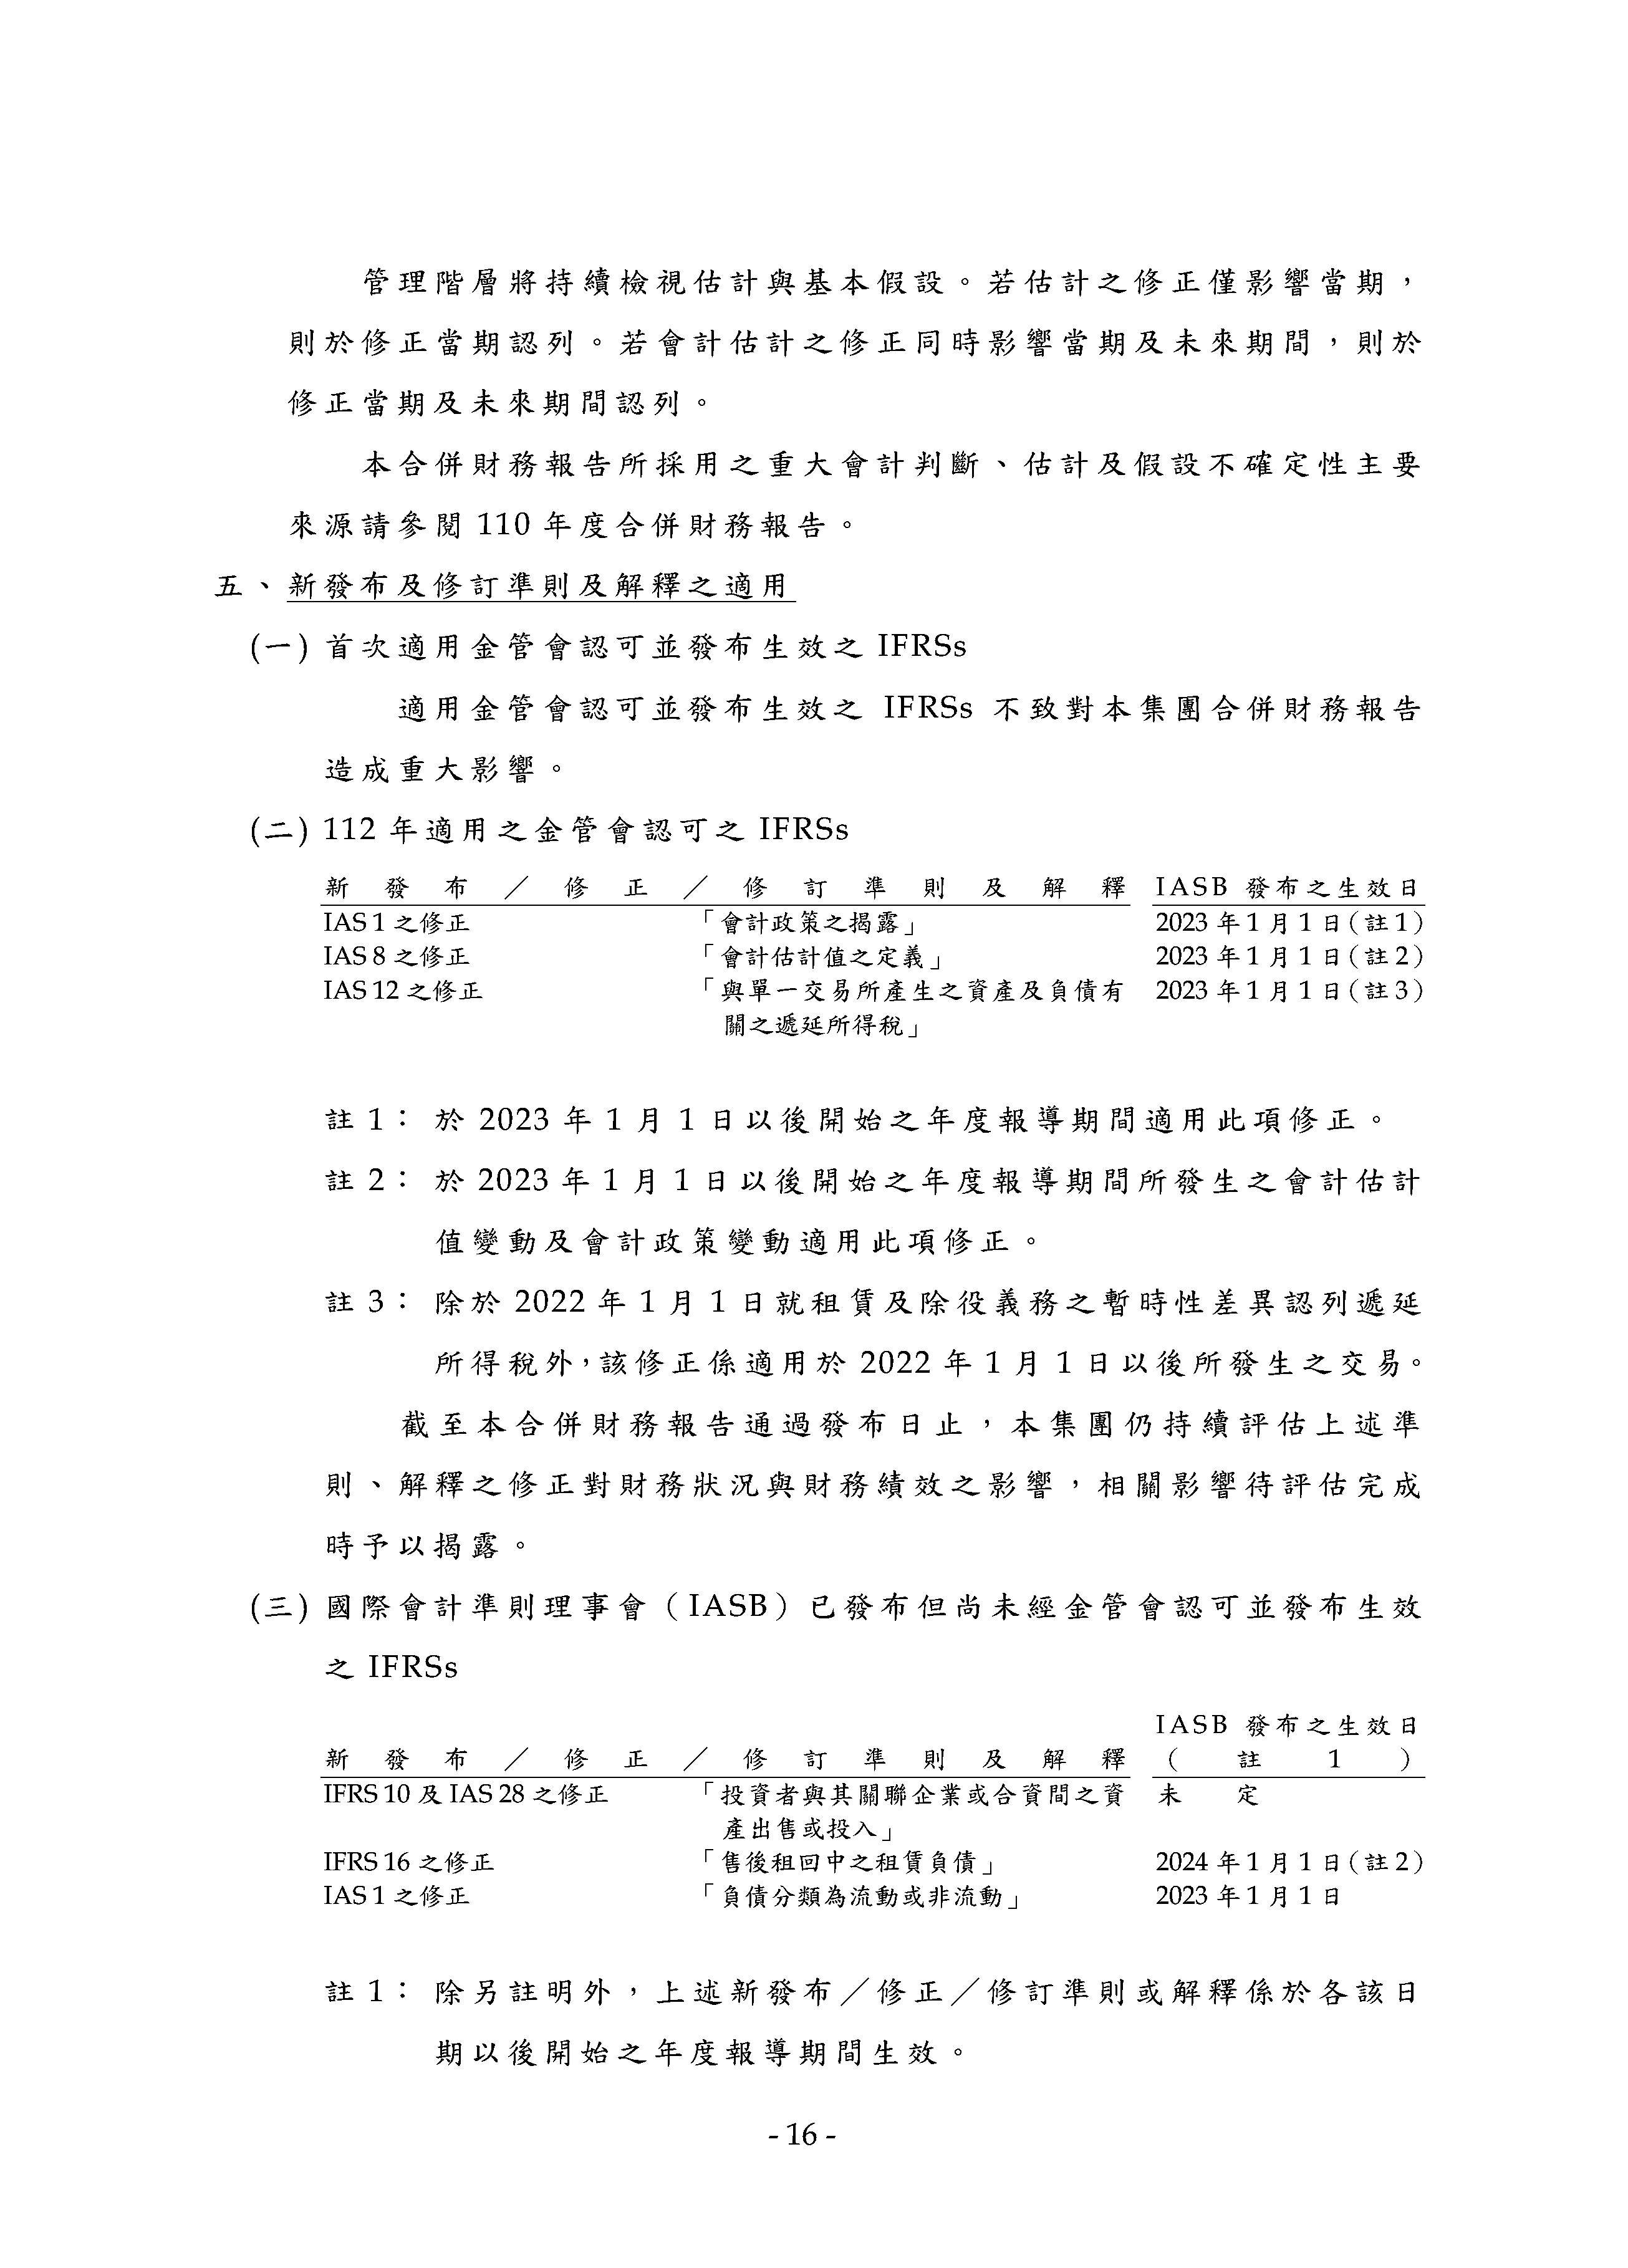 管理階層將持續檢視估計與基本假設。若估計之修正僅影響當期，
則於修正當期認列。若會計估計之修正同時影響當期及未來期間，則於
修正當期及未來期間認列。
本合併財務報告所採用之重大會計判斷、估計及假設不確定性主要
來源請參閱 110 年度合併財務報告。
五、新發布及修訂準則及解釋之適用
(一) 首次適用金管會認可並發布生效之 IFRSs
適用金管會認可並發布生效之 IFRSs 不致對本集團合併財務報告
造成重大影響。
(二) 112 年適用之金管會認可之 IFRSs
新發布／修正／修訂準則及解釋 IASB 發布之生效日
IAS 1 之修正 「會計政策之揭露」 2023 年 1 月 1 日（註 1）
IAS 8 之修正 「會計估計值之定義」 2023 年 1 月 1 日（註 2）
IAS 12 之修正 「與單一交易所產生之資產及負債有 2023 年 1 月 1 日（註 3）
關之遞延所得稅」
註 1： 於 2023 年 1 月 1 日以後開始之年度報導期間適用此項修正。
註 2： 於 2023 年 1 月 1 日以後開始之年度報導期間所發生之會計估計
值變動及會計政策變動適用此項修正。
註 3： 除於 2022 年 1 月 1 日就租賃及除役義務之暫時性差異認列遞延
所得稅外，該修正係適用於 2022 年 1 月 1 日以後所發生之交易。
截至本合併財務報告通過發布日止，本集團仍持續評估上述準
則、解釋之修正對財務狀況與財務績效之影響，相關影響待評估完成
時予以揭露。
(三) 國際會計準則理事會（IASB）已發布但尚未經金管會認可並發布生效
之 IFRSs
IASB 發布之生效日
新發布／修正／修訂準則及解釋 （註 1）
IFRS 10 及 IAS 28 之修正 「投資者與其關聯企業或合資間之資 未 定
產出售或投入」
IFRS 16 之修正 「售後租回中之租賃負債」 2024 年 1 月 1 日（註 2）
IAS 1 之修正 「負債分類為流動或非流動」 2023 年 1 月 1 日
註 1： 除另註明外，上述新發布／修正／修訂準則或解釋係於各該日
期以後開始之年度報導期間生效。
- 16 -